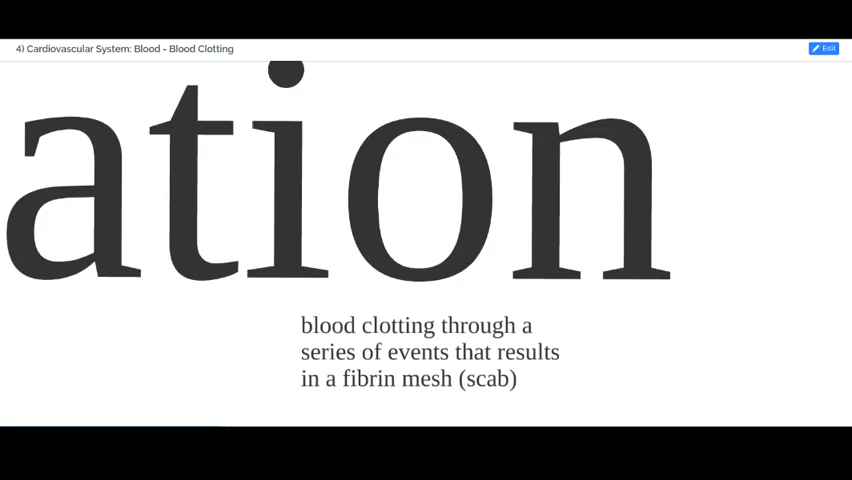 4) Cardiovascular System: Blood - Blood Clotting
Edit
ation
blood clotting through a
series of events that results
in a fibrin mesh (scab)